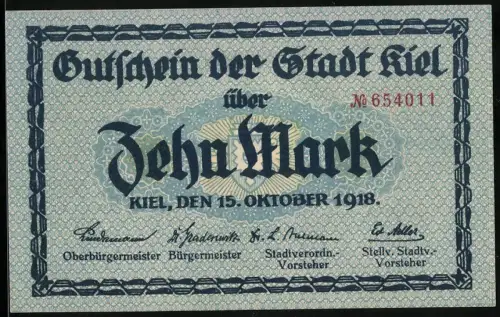 Gutschein der Stadt Kiel
über
№ 654011
Zehn Mark
KIEL, DEN 15. OKTOBER 1918.
Lindemann
Oberbürgermeister Bürgermeister Stadtverordn.-Vorsteher Stellv. Stadtv.-Vorsteher